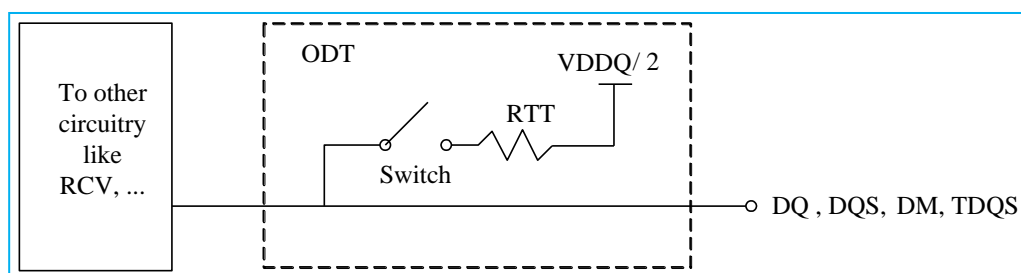 To other
circuitry
like
RCV, ...
ODT
VDDQ/ 2
RTT
Switch
DQ , DQS, DM, TDQS